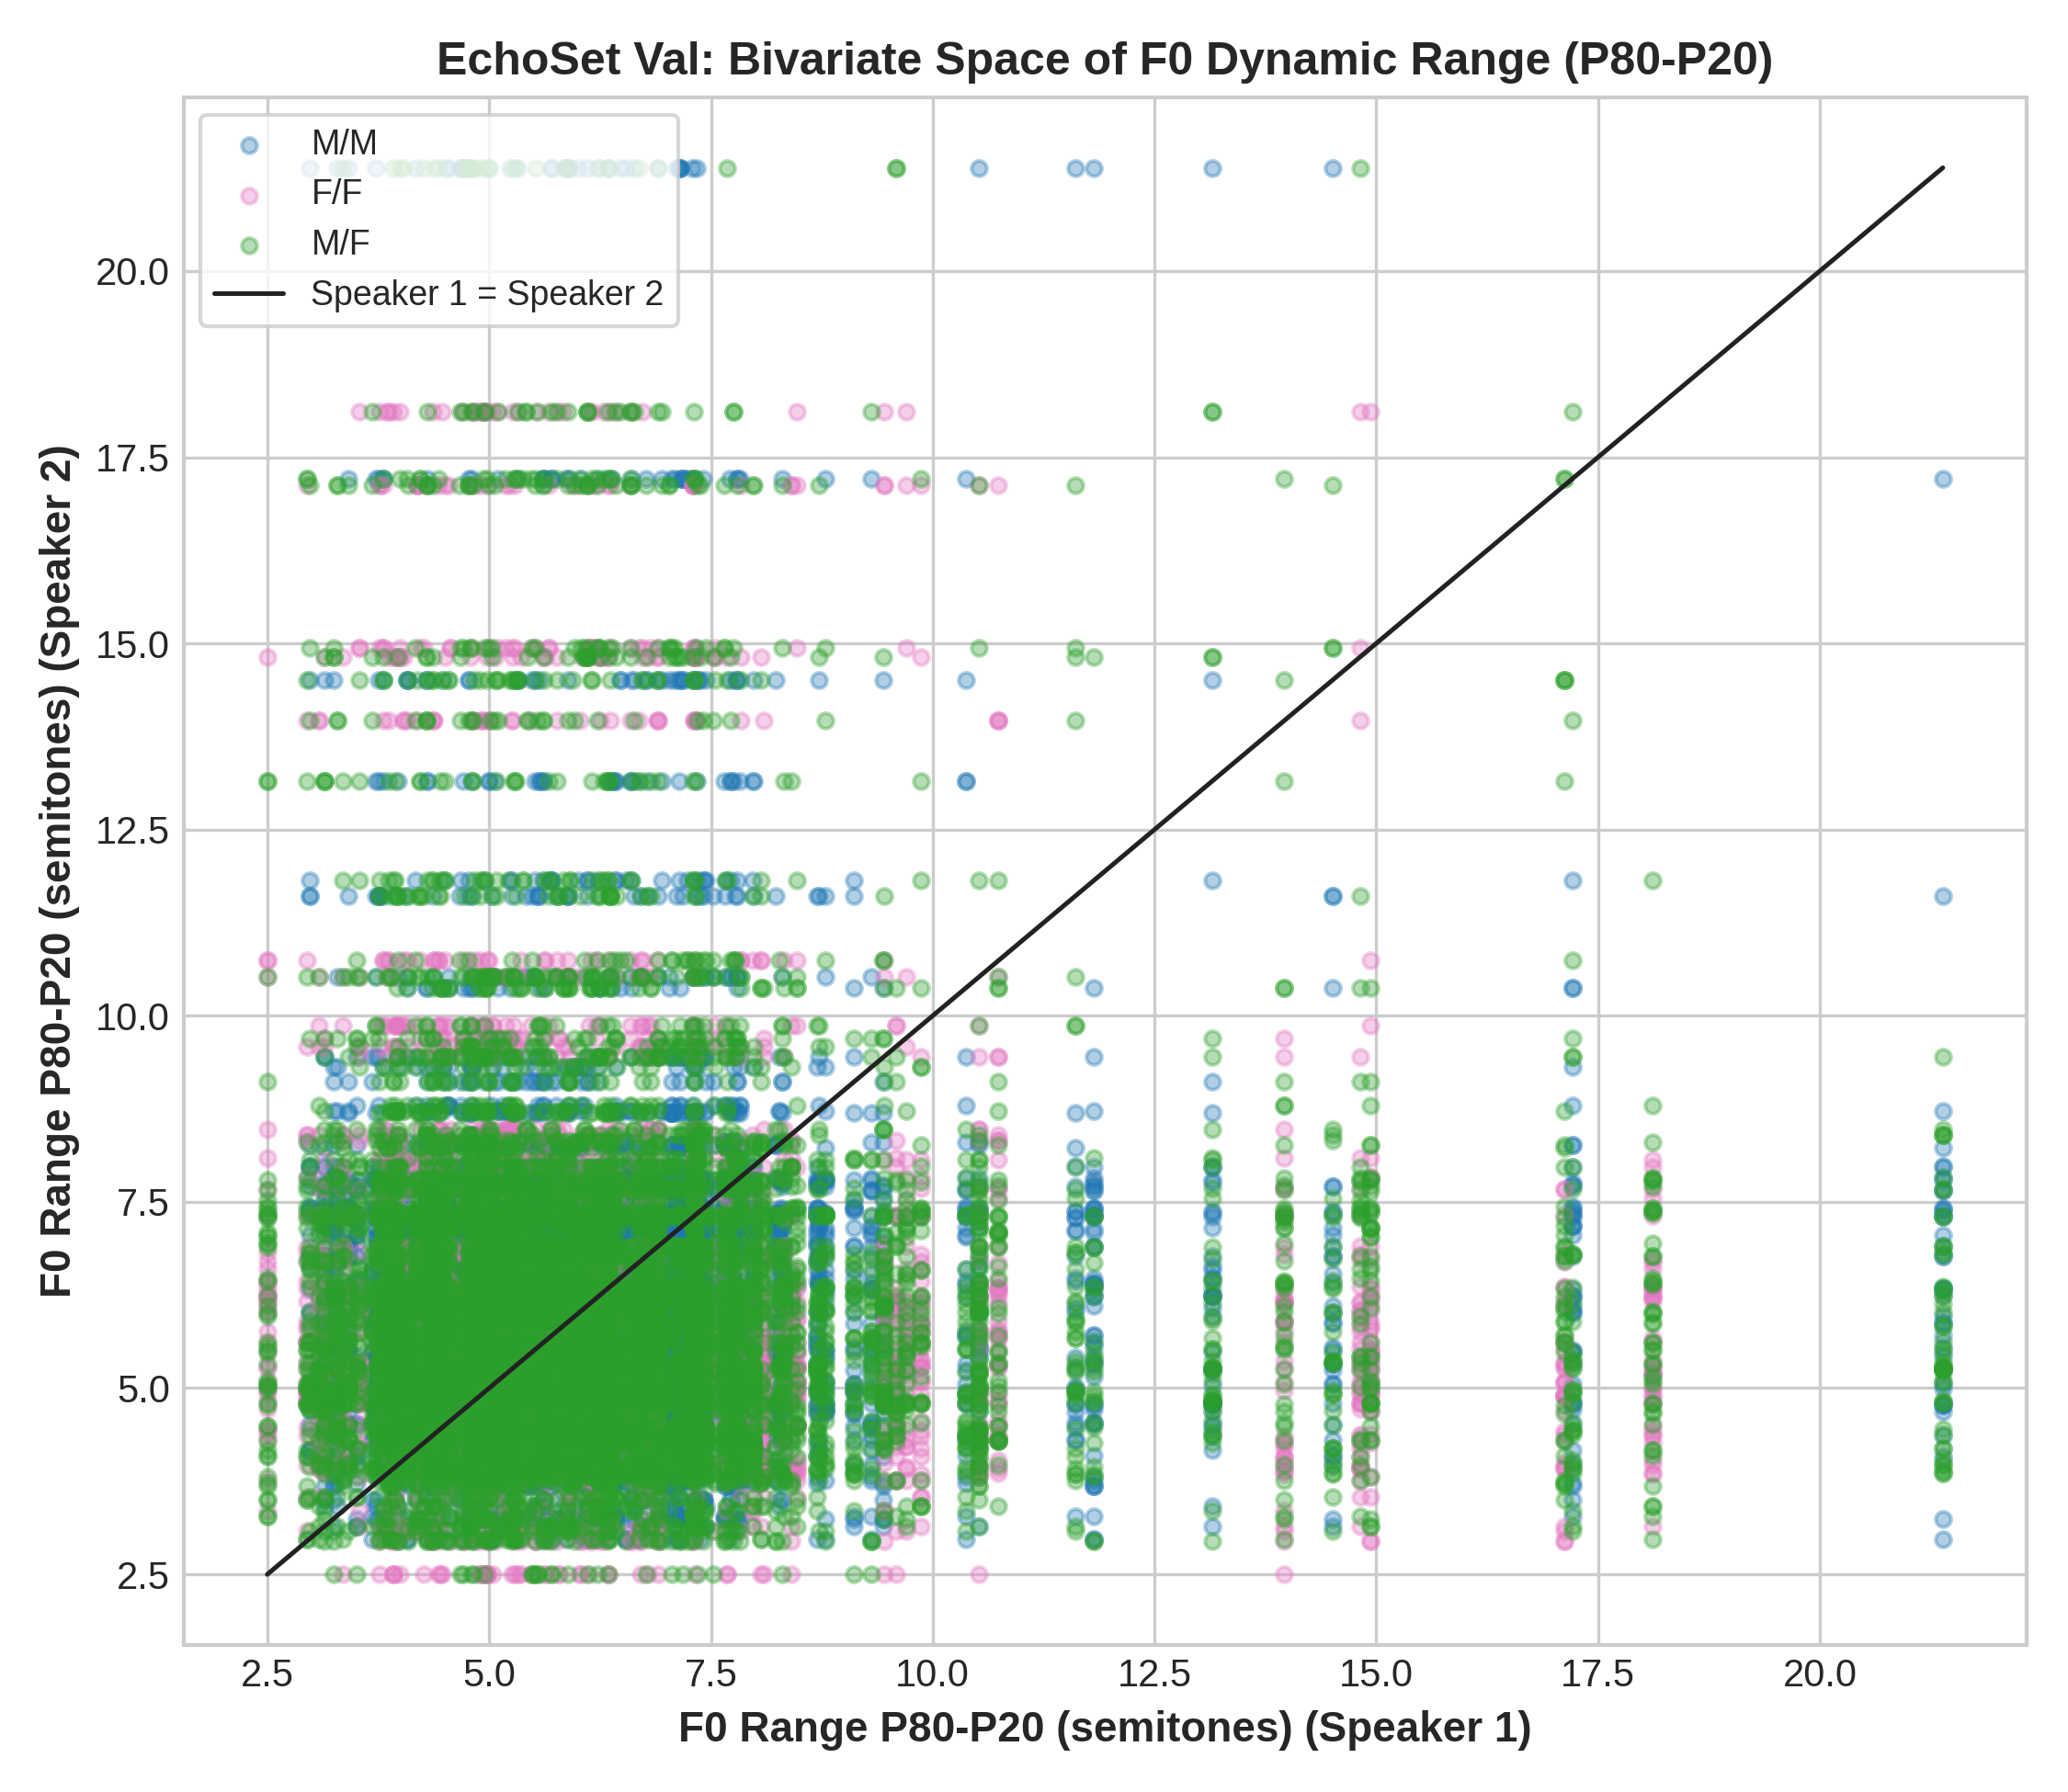 EchoSet Val: Bivariate Space of F0 Dynamic Range (P80-P20)
M/M
F/F
M/F
Speaker 1 = Speaker 2
F0 Range P80-P20 (semitones) (Speaker 2)
20.0
17.5
15.0
12.5
10.0
7.5
5.0
2.5
2.5 5.0 7.5 10.0 12.5 15.0 17.5 20.0
F0 Range P80-P20 (semitones) (Speaker 1)